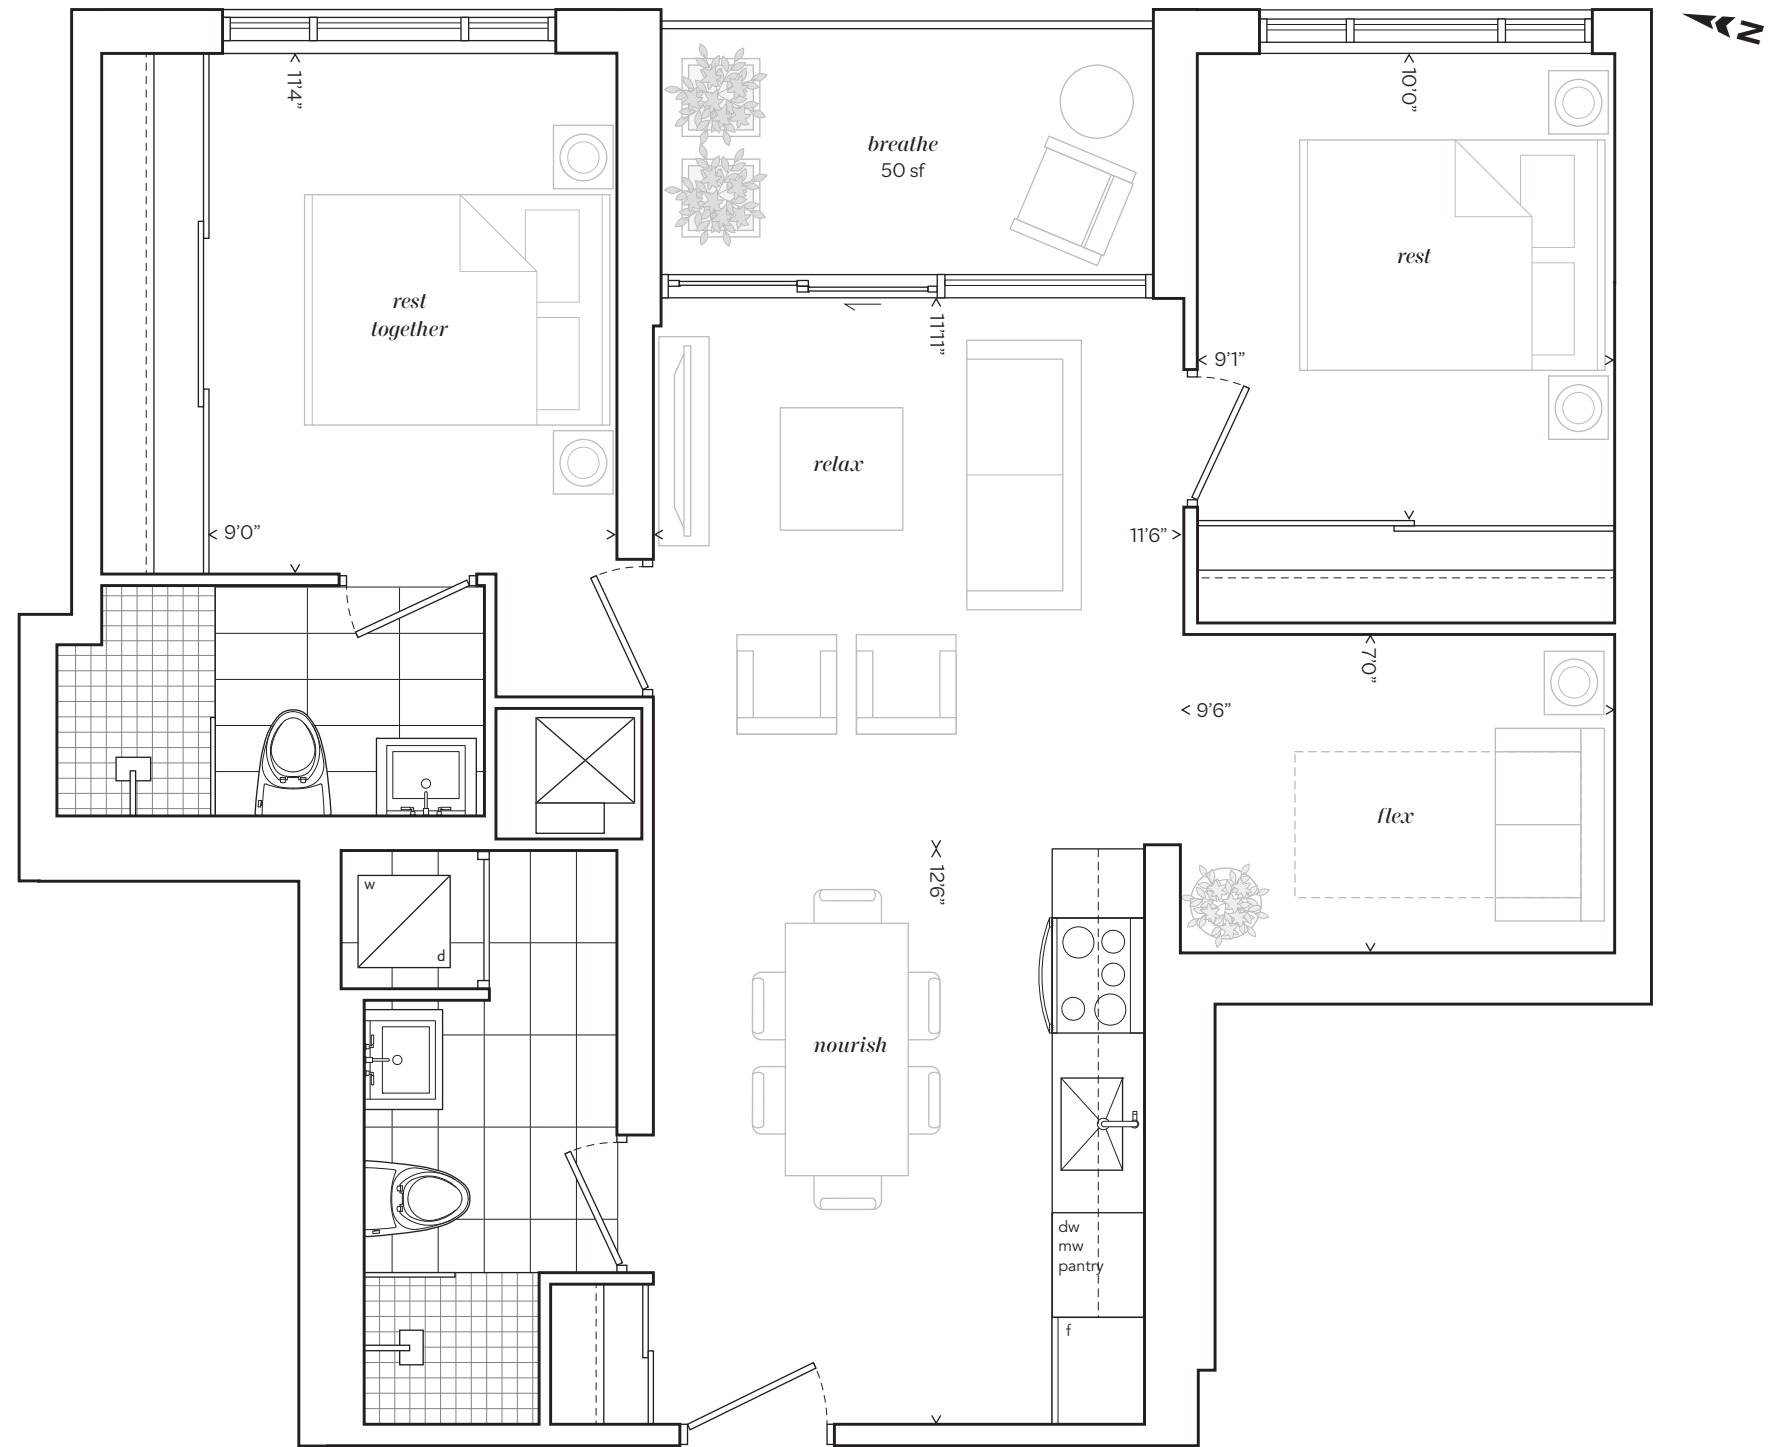 N
11'4”
10'0”
breathe
50 sf
rest
rest
together
11'11”
9'1”
relax
9'0”
11'6”
7'0”
9'6”
flex
12'6”
w
d
nourish
dw
mw
pantry
f